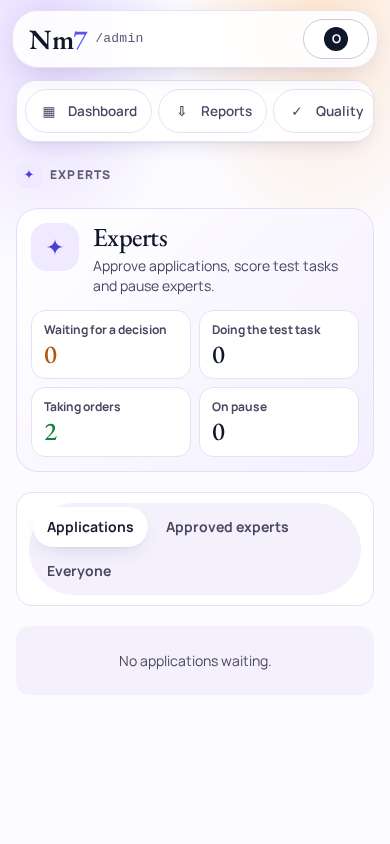 Nm7 /admin O
▦ Dashboard ⇩ Reports ✓ Quality
✦ EXPERTS
✦ Experts
Approve applications, score test tasks
and pause experts.
Waiting for a decision
0
Doing the test task
0
Taking orders
2
On pause
0
Applications Approved experts
Everyone
No applications waiting.